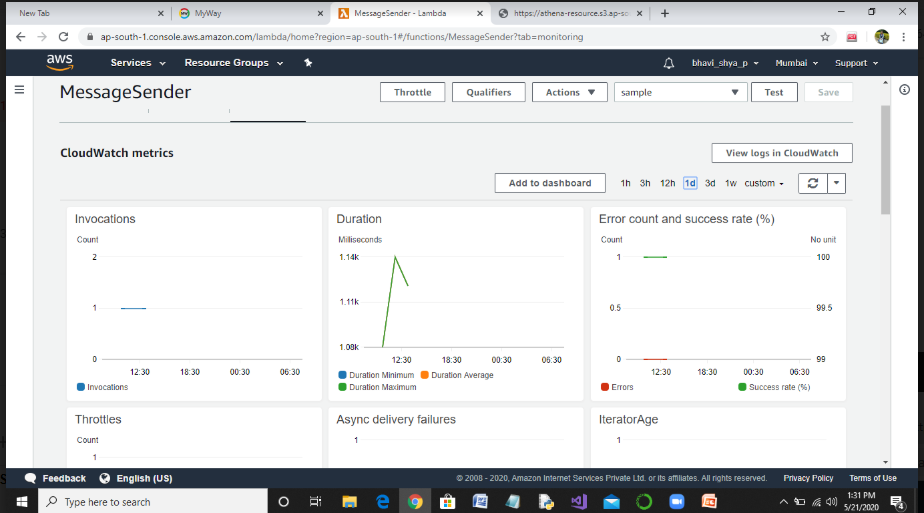 New Tab
MyWay
MessageSender - Lambda
https://athena-resource.s3.ap-so
ap-south-1.console.aws.amazon.com/lambda/home?region=ap-south-1#/functions/MessageSender?tab=monitoring
aws Services Resource Groups bhavi_shya_p Mumbai Support
MessageSender Throttle Qualifiers Actions sample Test Save
CloudWatch metrics View logs in CloudWatch
Add to dashboard 1h 3h 12h 1d 3d 1w custom
Invocations
Count
2
1
0
12:30 18:30 00:30 06:30
Invocations
Duration
Milliseconds
1.14k
1.11k
1.08k
12:30 18:30 00:30 06:30
Duration Minimum Duration Average
Duration Maximum
Error count and success rate (%)
Count No unit
1 100
0.5 99.5
0 99
12:30 18:30 00:30 06:30
Errors Success rate (%)
Throttles
Count
1
Async delivery failures
1
IteratorAge
1
Feedback English (US) © 2008 - 2020, Amazon Internet Services Private Ltd. or its affiliates. All rights reserved. Privacy Policy Terms of Use
Type here to search
1:31 PM
5/21/2020
4